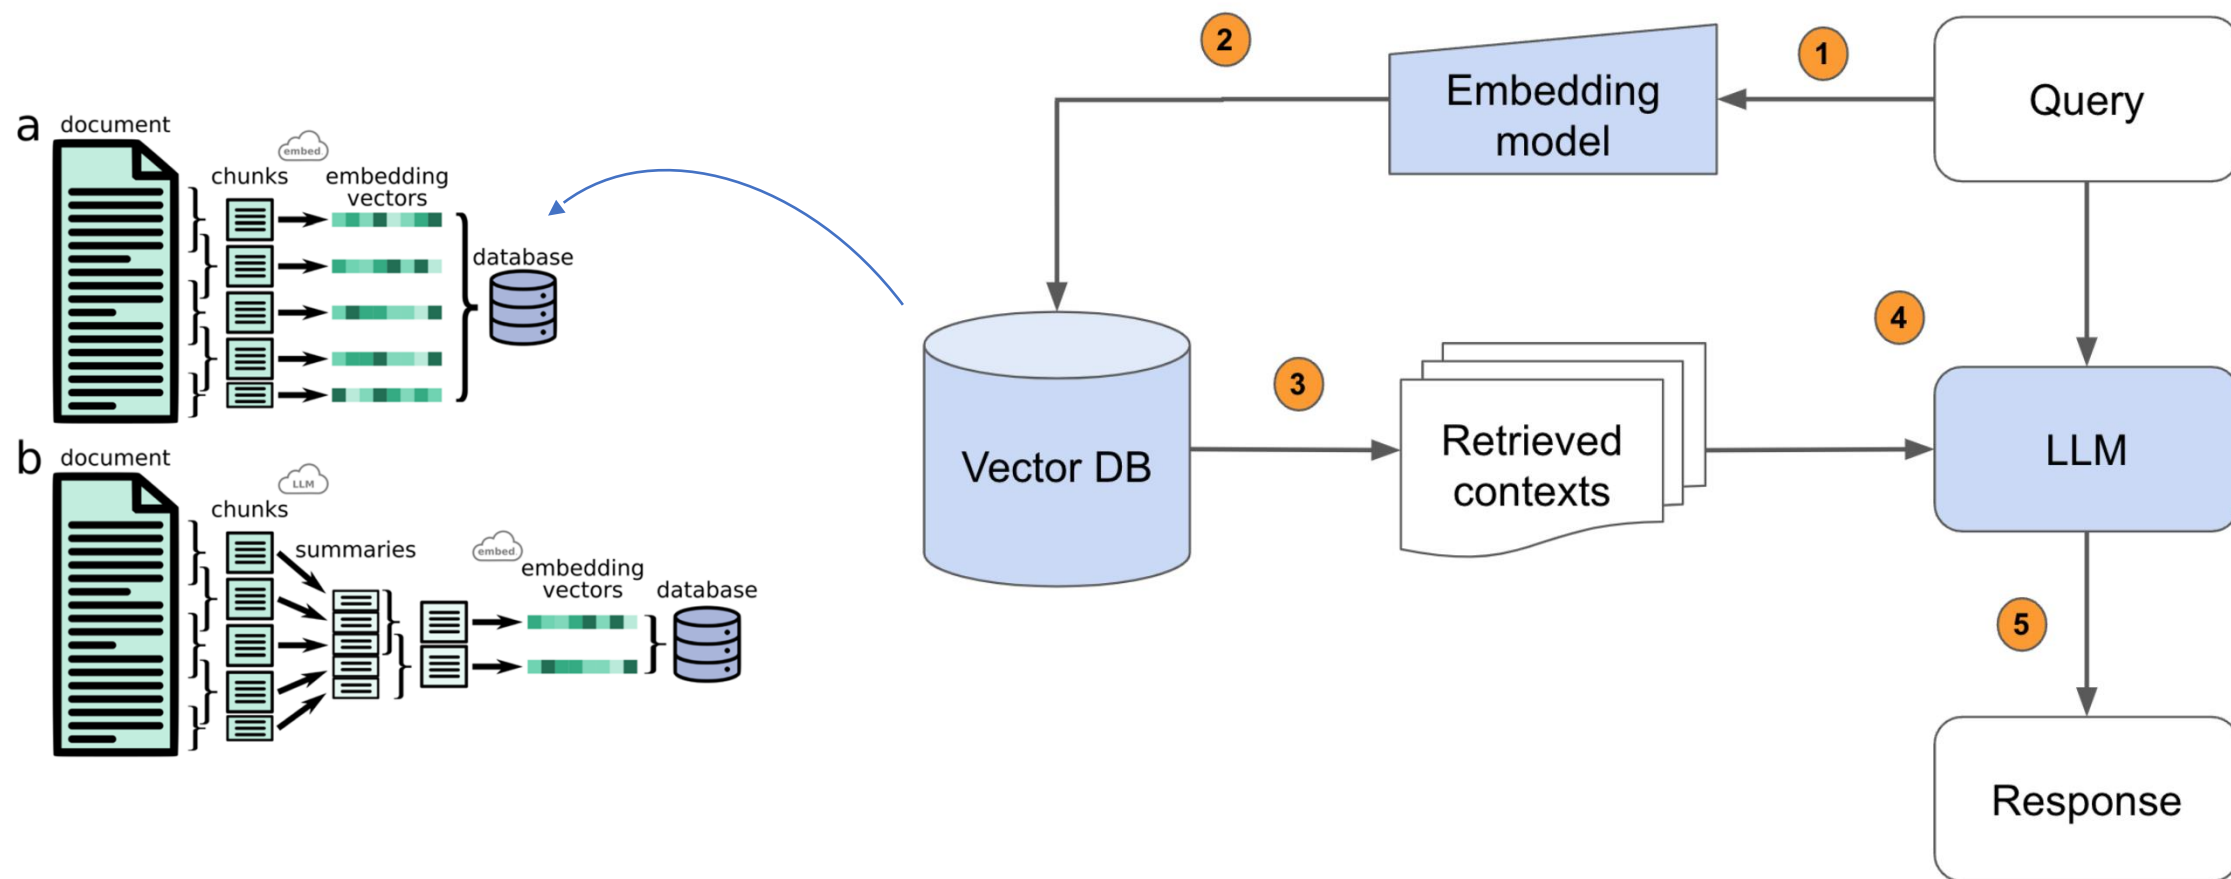 a
document
embed
chunks
embedding
vectors
database
b
document
LLM
chunks
summaries
embed
embedding
vectors
database
2
1
Embedding
model
Query
3
4
Vector DB
Retrieved
contexts
LLM
5
Response